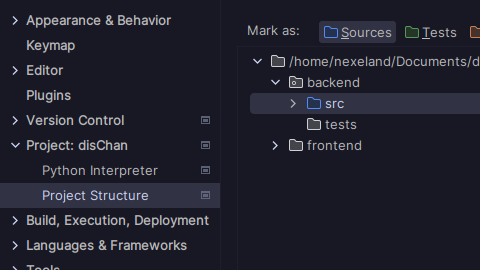 Appearance & Behavior
Keymap
Editor
Plugins
Version Control
Project: disChan
Python Interpreter
Project Structure
Build, Execution, Deployment
Languages & Frameworks
Tools
Mark as: Sources Tests
/home/nexeland/Documents/d
backend
src
tests
frontend